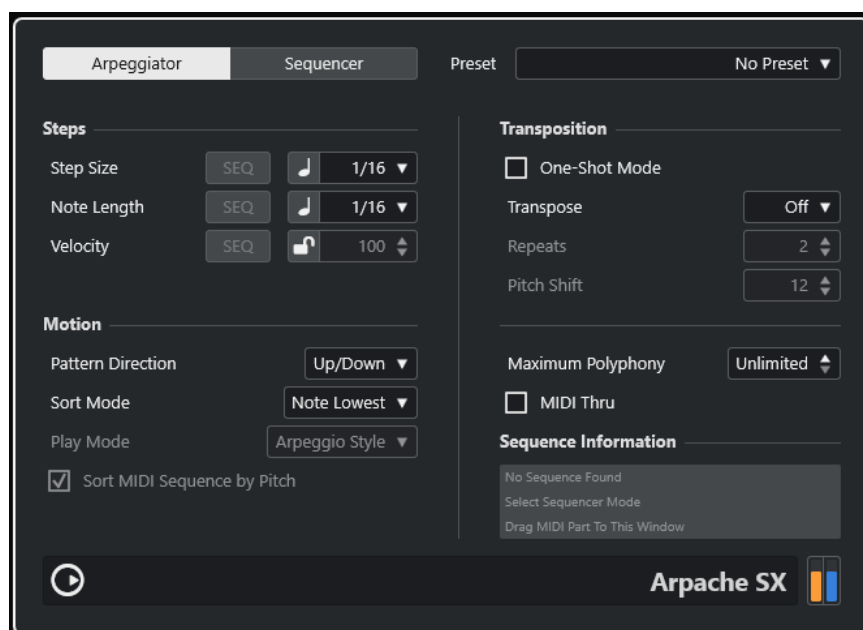 Arpeggiator Sequencer Preset No Preset
Steps
Step Size SEQ 1/16
Note Length SEQ 1/16
Velocity SEQ 100
Motion
Pattern Direction Up/Down
Sort Mode Note Lowest
Play Mode Arpeggio Style
Sort MIDI Sequence by Pitch
Transposition
One-Shot Mode
Transpose Off
Repeats 2
Pitch Shift 12
Maximum Polyphony Unlimited
MIDI Thru
Sequence Information
No Sequence Found
Select Sequencer Mode
Drag MIDI Part To This Window
Arpache SX